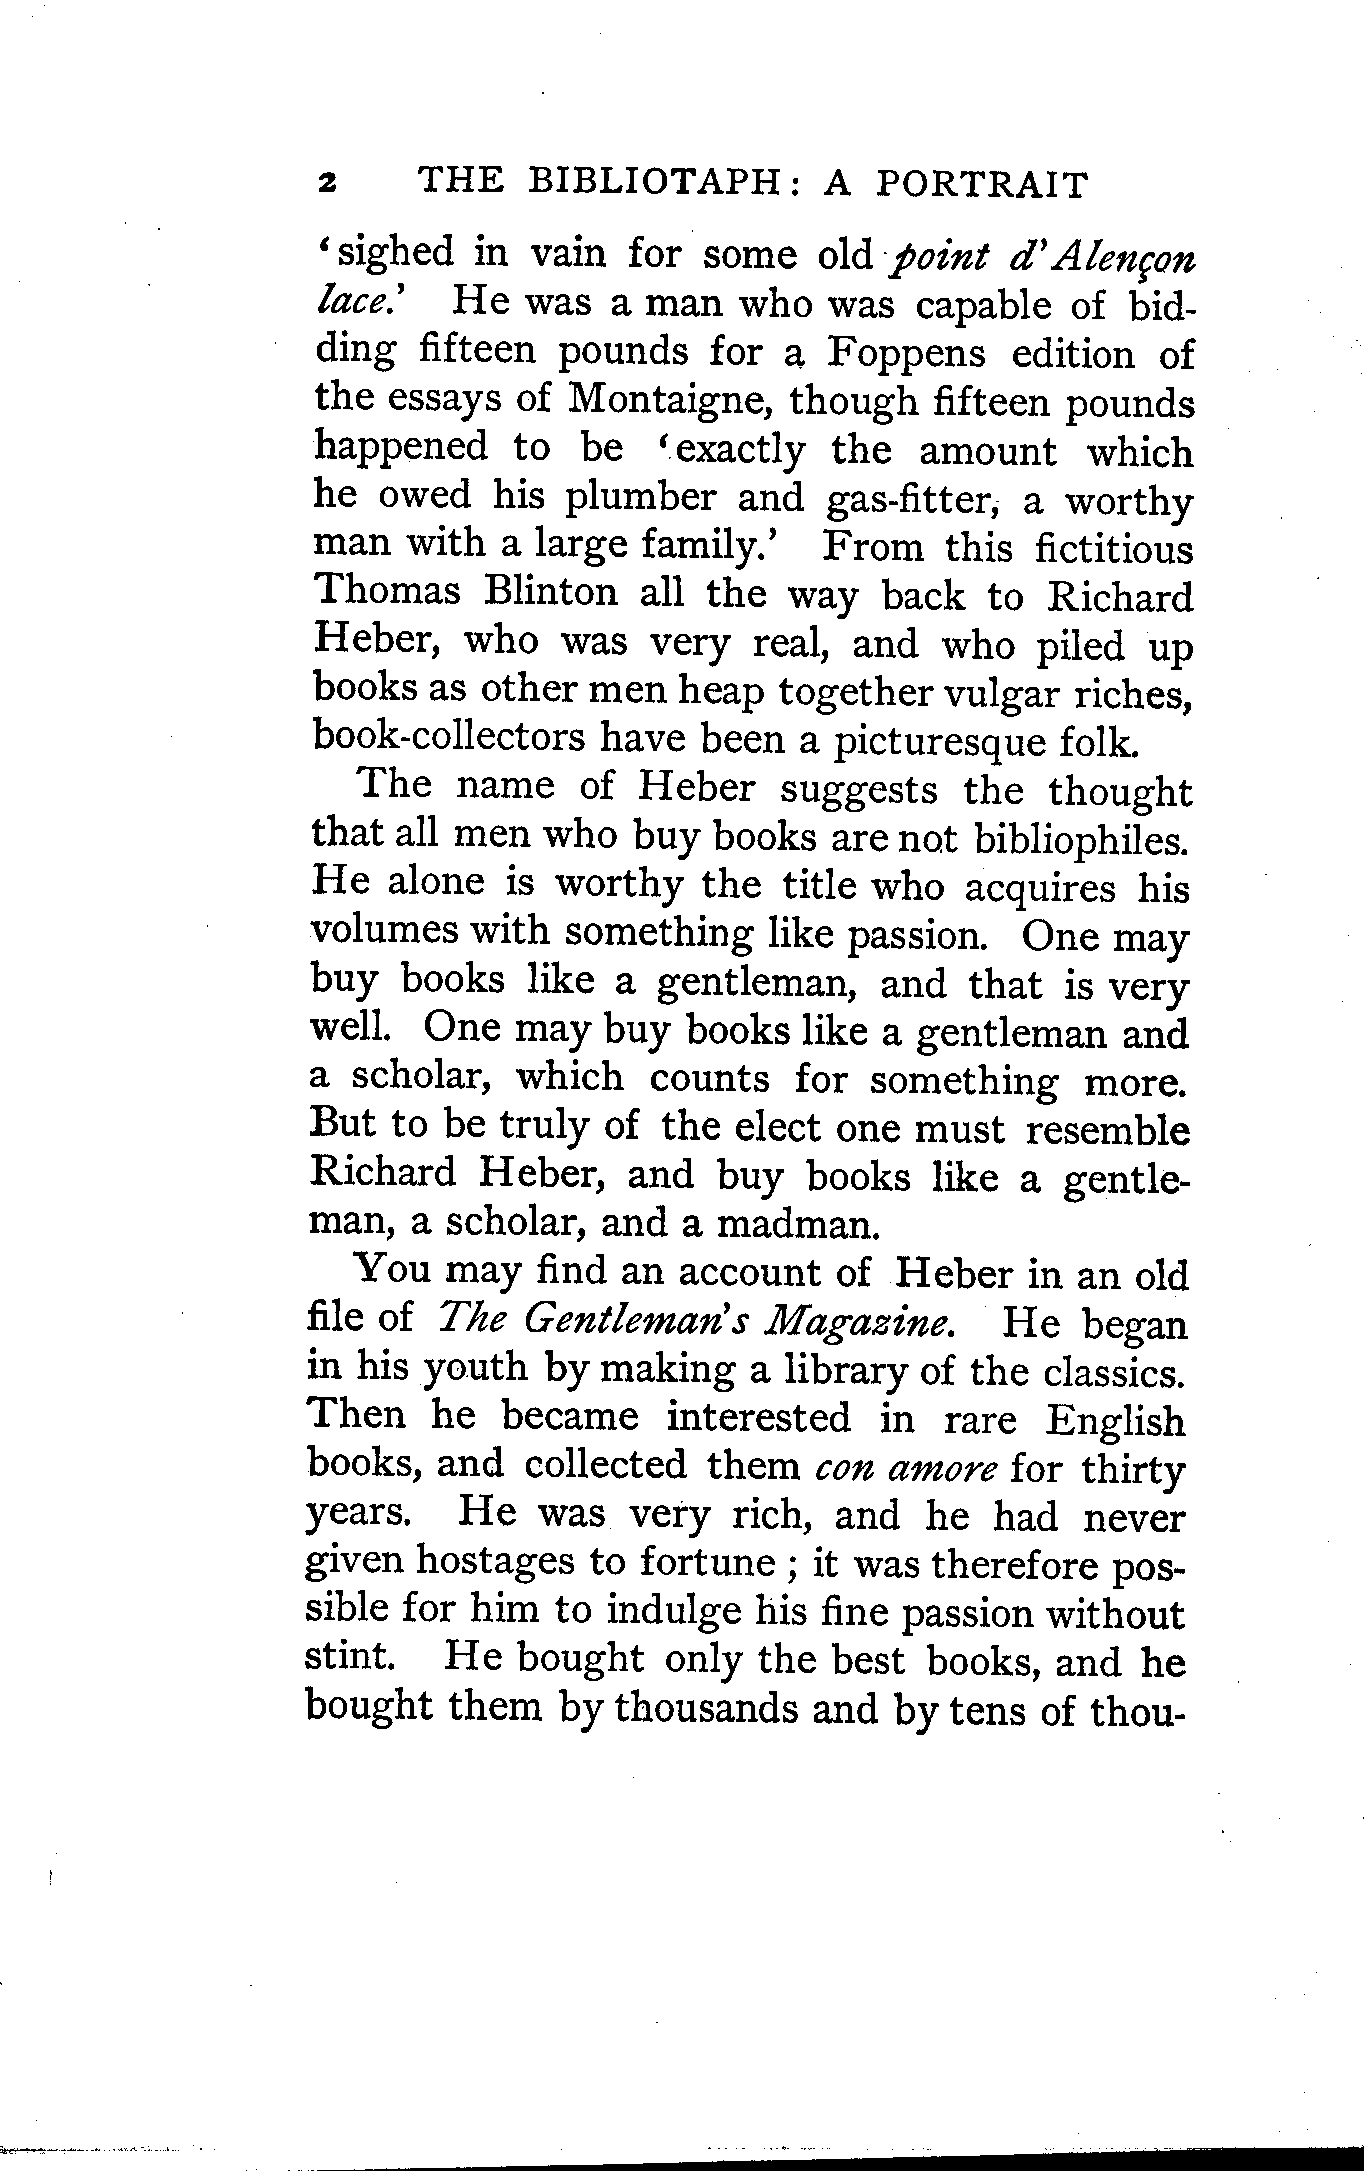 2 THE BIBLIOTAPH: A PORTRAIT
‘sighed in vain for some old point d’Alençon
lace.’ He was a man who was capable of bid-
ding fifteen pounds for a Foppens edition of
the essays of Montaigne, though fifteen pounds
happened to be ‘exactly the amount which
he owed his plumber and gas-fitter, a worthy
man with a large family.’ From this fictitious
Thomas Blinton all the way back to Richard
Heber, who was very real, and who piled up
books as other men heap together vulgar riches,
book-collectors have been a picturesque folk.
The name of Heber suggests the thought
that all men who buy books are not bibliophiles.
He alone is worthy the title who acquires his
volumes with something like passion. One may
buy books like a gentleman, and that is very
well. One may buy books like a gentleman and
a scholar, which counts for something more.
But to be truly of the elect one must resemble
Richard Heber, and buy books like a gentle-
man, a scholar, and a madman.
You may find an account of Heber in an old
file of The Gentleman’s Magazine. He began
in his youth by making a library of the classics.
Then he became interested in rare English
books, and collected them con amore for thirty
years. He was very rich, and he had never
given hostages to fortune ; it was therefore pos-
sible for him to indulge his fine passion without
stint. He bought only the best books, and he
bought them by thousands and by tens of thou-